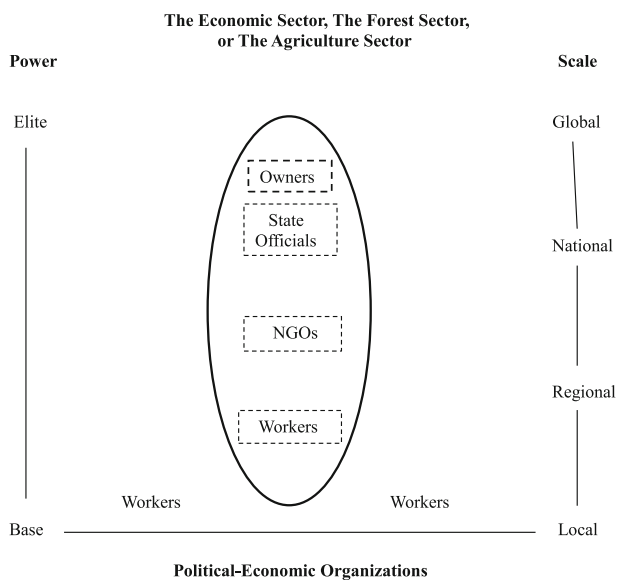 The Economic Sector, The Forest Sector,
or The Agriculture Sector
Power
Scale
Elite
Global
Owners
State
Officials
National
NGOs
Regional
Workers
Workers
Workers
Base
Local
Political-Economic Organizations